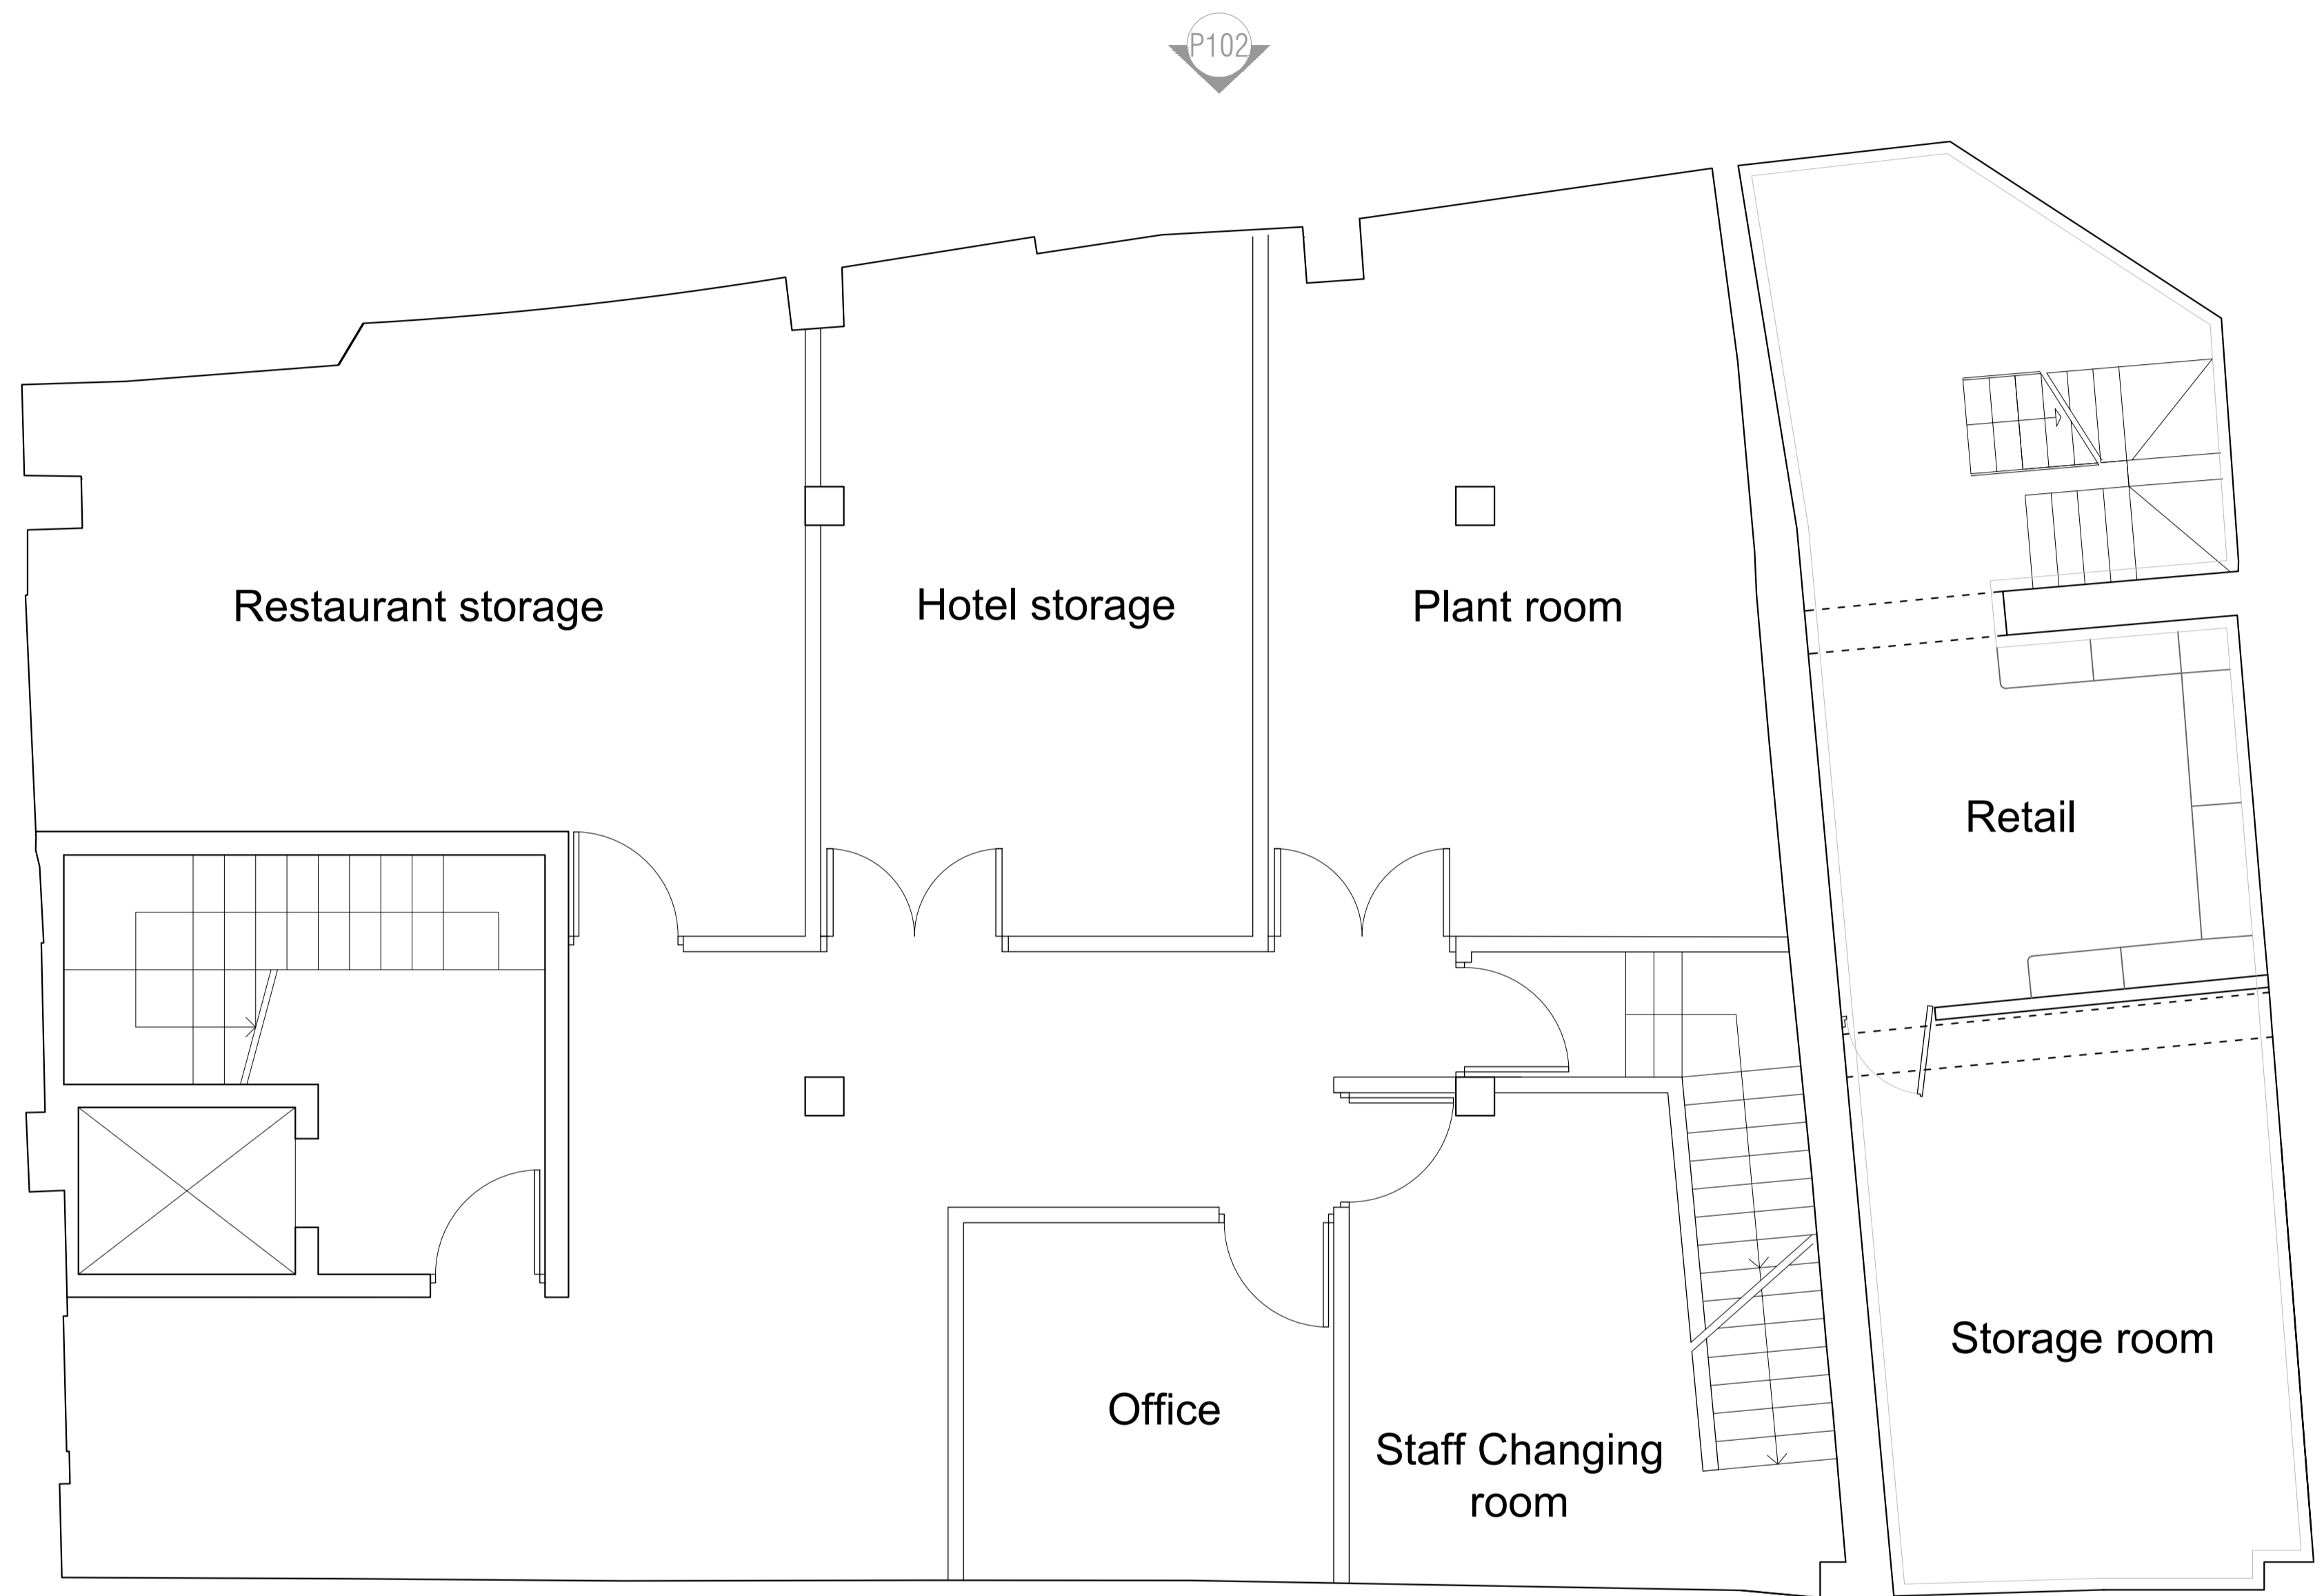 P102
Restaurant storage
Hotel storage
Plant room
Retail
Storage room
Office
Staff Changing
room